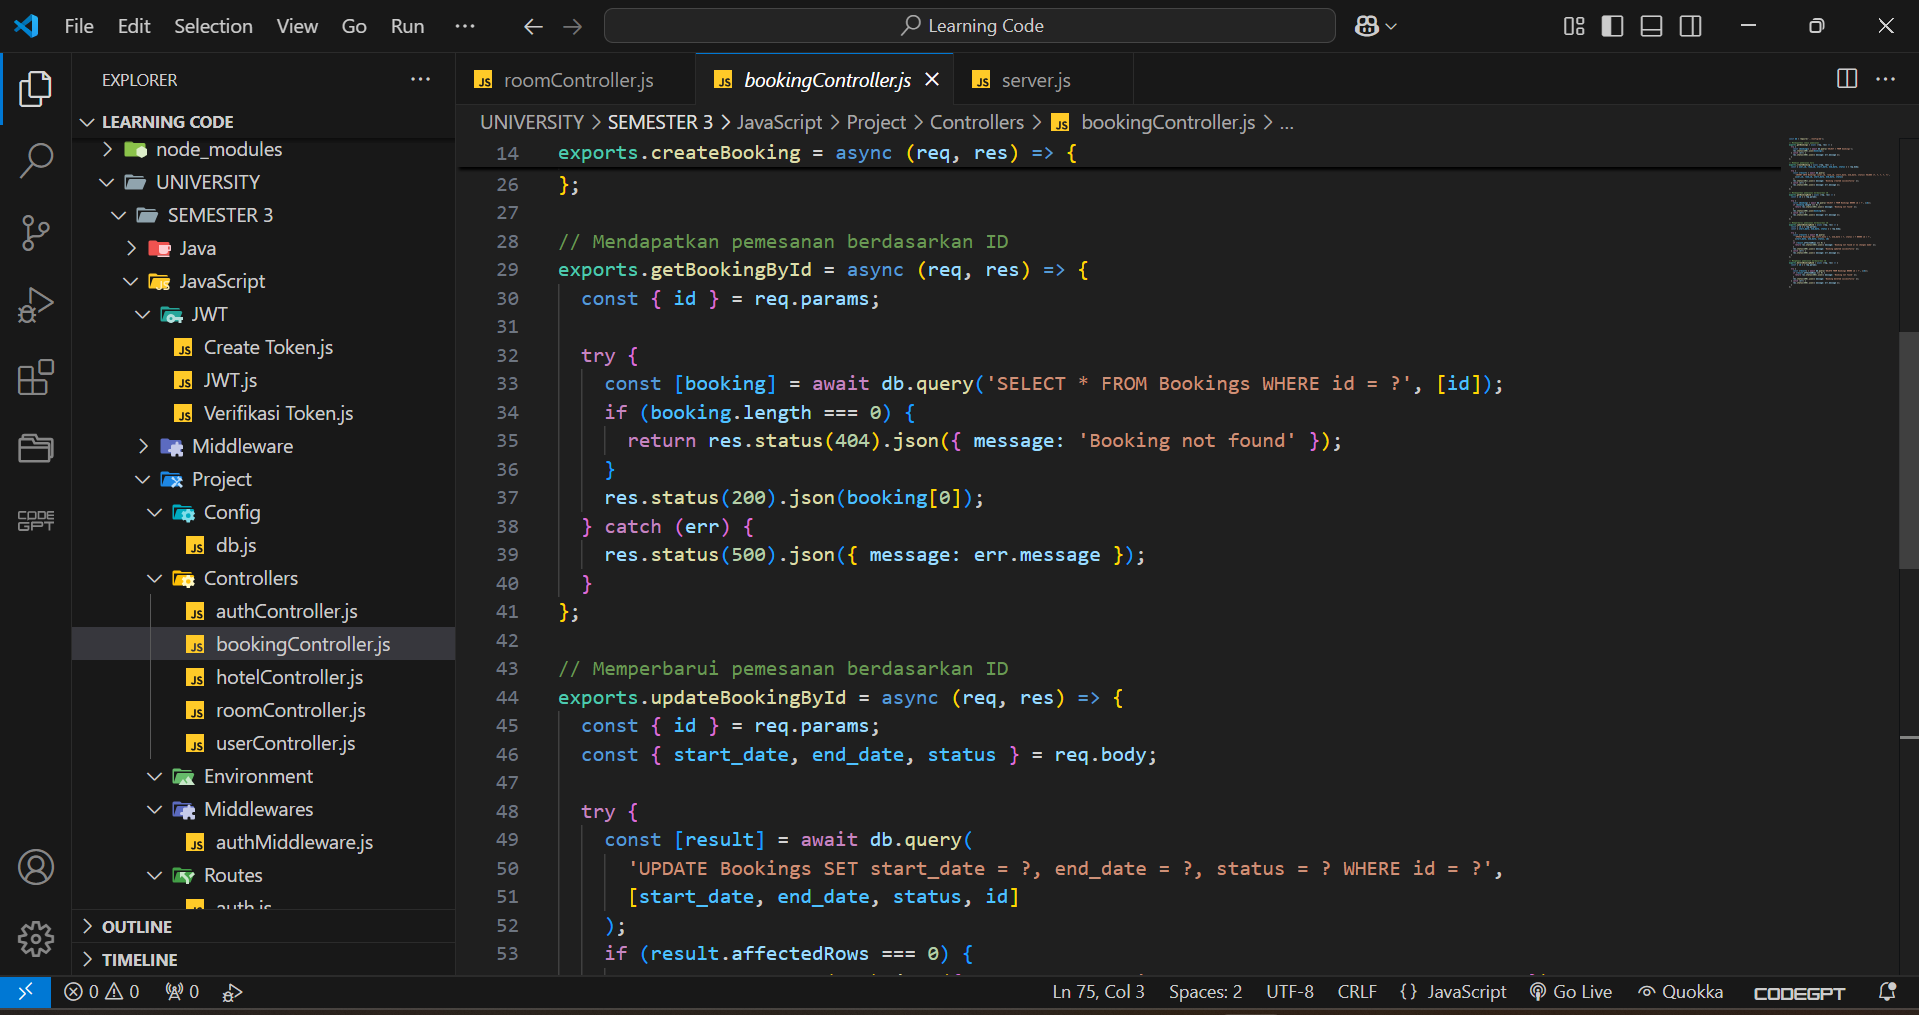 File Edit Selection View Go Run ···
Learning Code
EXPLORER ···
LEARNING CODE
node_modules
UNIVERSITY
SEMESTER 3
Java
JavaScript
JWT
Create Token.js
JWT.js
Verifikasi Token.js
Middleware
Project
Config
db.js
Controllers
authController.js
bookingController.js
hotelController.js
roomController.js
userController.js
Environment
Middlewares
authMiddleware.js
Routes
auth.js
OUTLINE
TIMELINE
CODE GPT
roomController.js bookingController.js server.js
UNIVERSITY > SEMESTER 3 > JavaScript > Project > Controllers > bookingController.js > ...
14 exports.createBooking = async (req, res) => {
26 };
27
28 // Mendapatkan pemesanan berdasarkan ID
29 exports.getBookingById = async (req, res) => {
30 const { id } = req.params;
31
32 try {
33 const [booking] = await db.query('SELECT * FROM Bookings WHERE id = ?', [id]);
34 if (booking.length === 0) {
35 return res.status(404).json({ message: 'Booking not found' });
36 }
37 res.status(200).json(booking[0]);
38 } catch (err) {
39 res.status(500).json({ message: err.message });
40 }
41 };
42
43 // Memperbarui pemesanan berdasarkan ID
44 exports.updateBookingById = async (req, res) => {
45 const { id } = req.params;
46 const { start_date, end_date, status } = req.body;
47
48 try {
49 const [result] = await db.query(
50 'UPDATE Bookings SET start_date = ?, end_date = ?, status = ? WHERE id = ?',
51 [start_date, end_date, status, id]
52 );
53 if (result.affectedRows === 0) {
0 0 0 Ln 75, Col 3 Spaces: 2 UTF-8 CRLF {} JavaScript Go Live Quokka CODEGPT